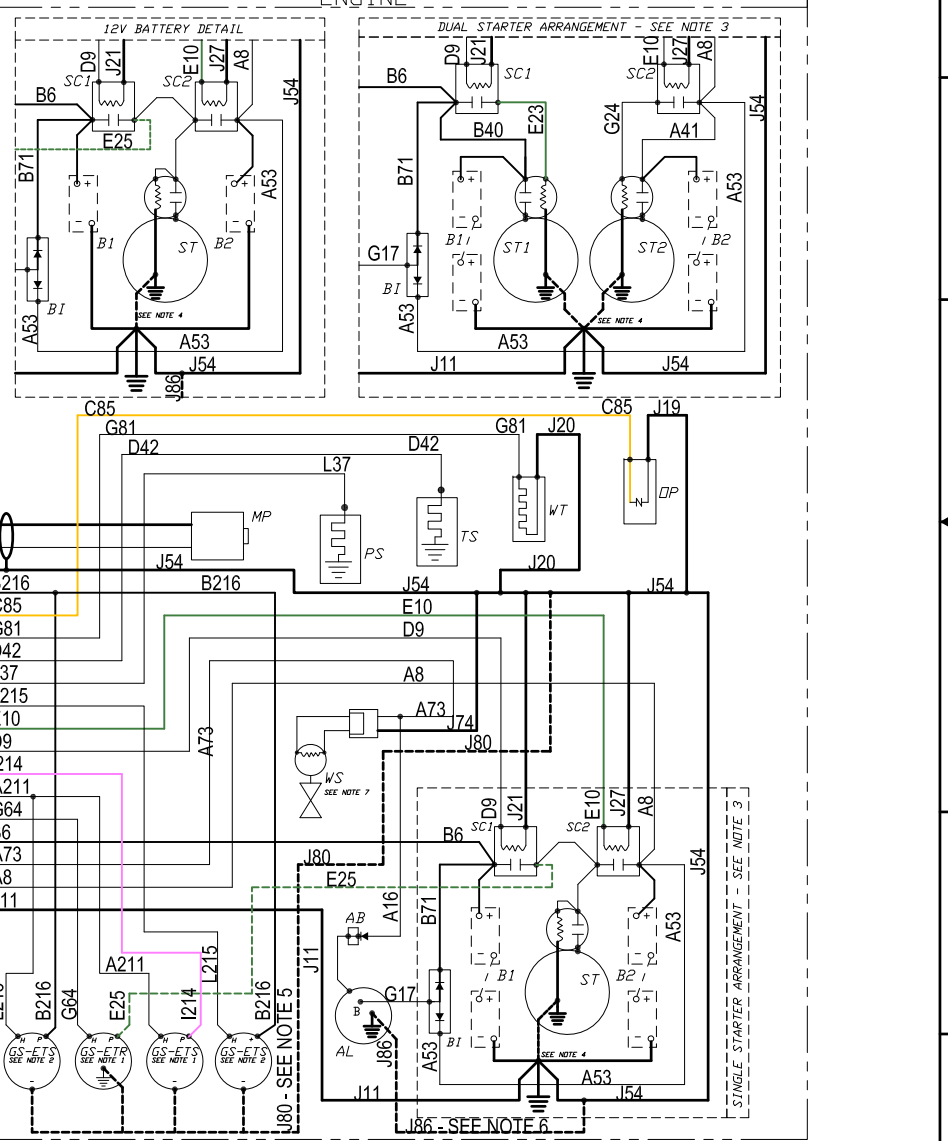 ENGINE
12V BATTERY DETAIL
D9
J21
E10
J27
A8
SC1
SC2
B6
J54
E25
B71
A53
B1
ST
B2
BI
A53
SEE NOTE 4
A53
J54
J86
DUAL STARTER ARRANGEMENT - SEE NOTE 3
D9
J21
E10
J27
A8
B6
SC1
SC2
J54
B40
E23
G24
A41
B71
A53
B1
ST1
ST2
B2
G17
BI
A53
SEE NOTE 4
A53
J11
J54
C85
C85
J19
G81
G81
J20
D42
D42
L37
MP
PS
TS
WT
OP
J54
J20
B216
J54
J54
E10
D9
A8
A73
A73
J74
J80
WS
SEE NOTE 7
D9
J21
E10
J27
A8
SC1
SC2
B6
J80
E25
J54
A16
B71
A53
AB
J11
A211
L215
B1
ST
B2
B216
G64
E25
I214
B216
J80 - SEE NOTE 5
G17
B
AL
J86
A53
BI
H P
H P
H P
H +
GS-ETS
SEE NOTE 2
GS-ETR
SEE NOTE 1
GS-ETS
SEE NOTE 1
GS-ETS
SEE NOTE 2
SEE NOTE 4
A53
J11
J54
J86 - SEE NOTE 6
SINGLE STARTER ARRANGEMENT - SEE NOTE 3